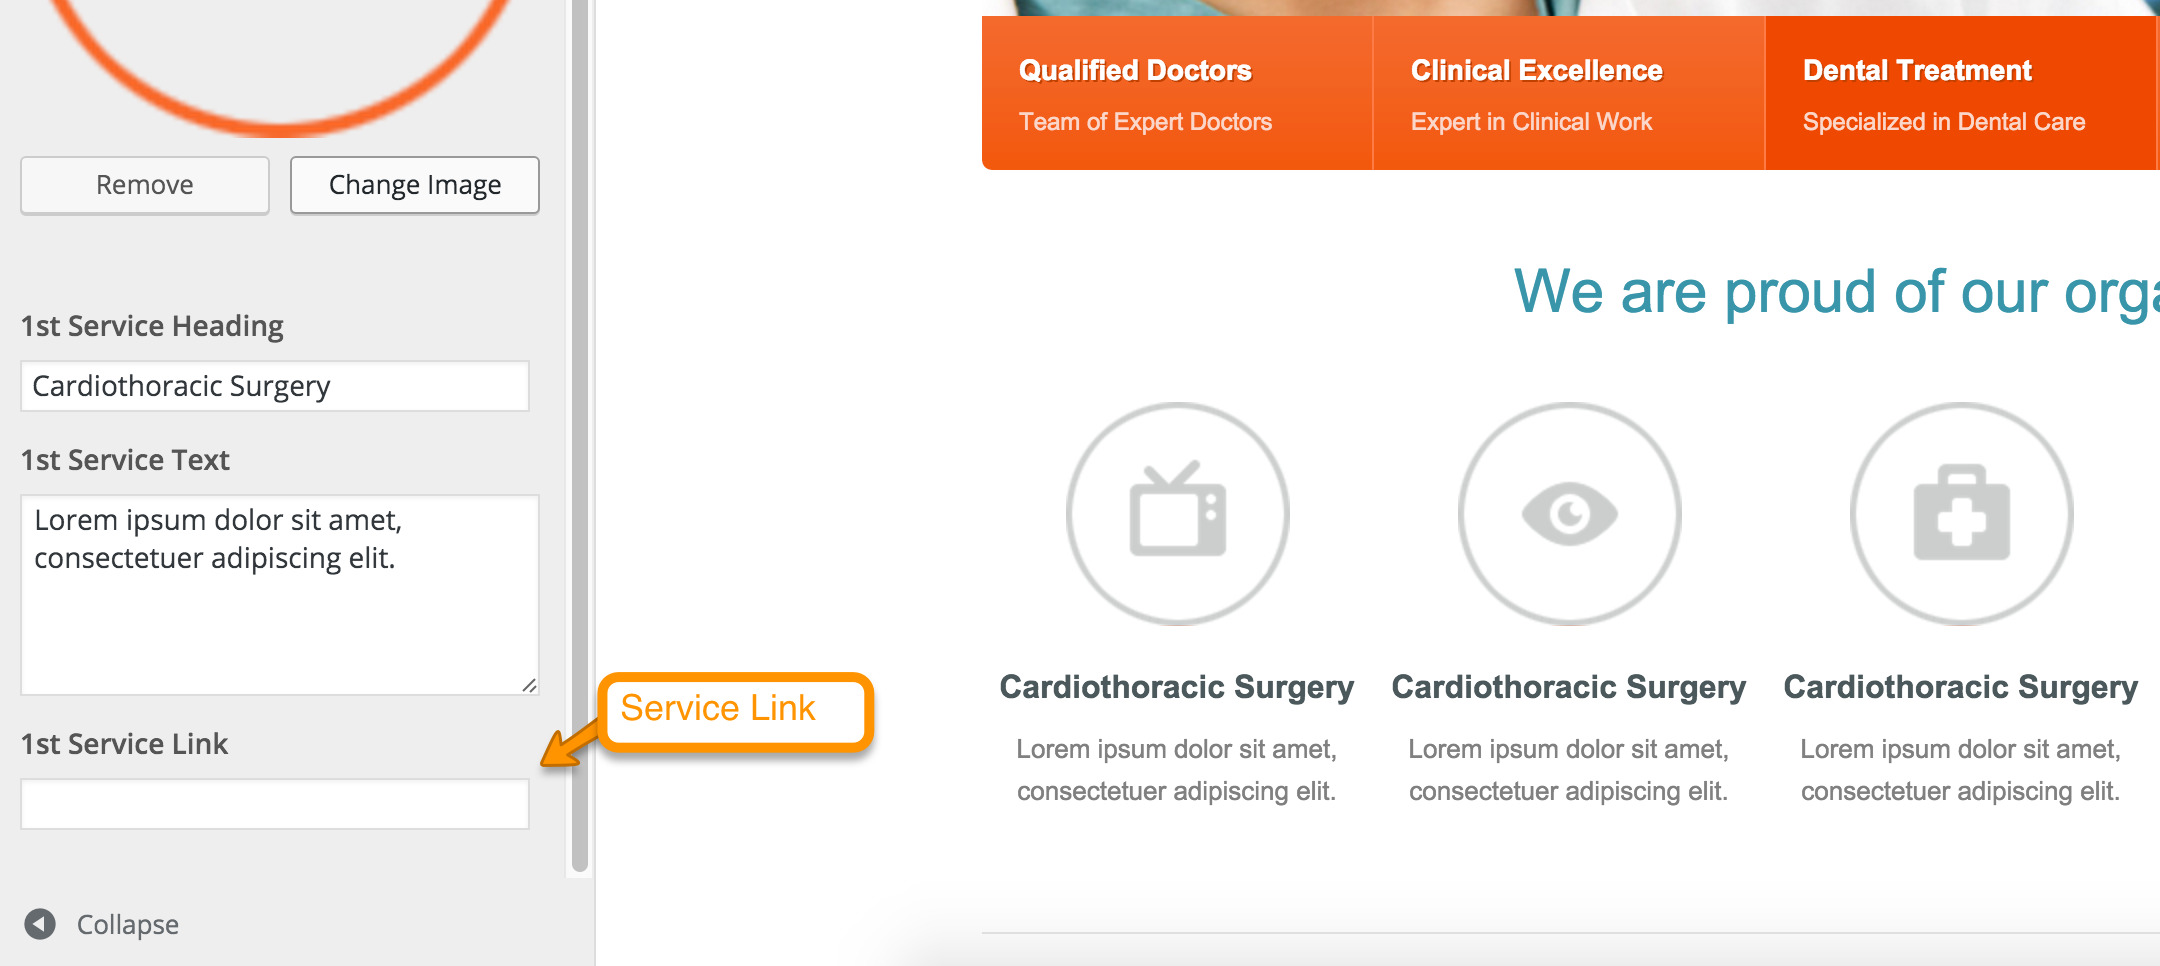 Remove
Change Image
1st Service Heading
Cardiothoracic Surgery
1st Service Text
Lorem ipsum dolor sit amet,
consectetuer adipiscing elit.
1st Service Link
Service Link
Collapse
Qualified Doctors
Team of Expert Doctors
Clinical Excellence
Expert in Clinical Work
Dental Treatment
Specialized in Dental Care
We are proud of our
Cardiothoracic Surgery
Lorem ipsum dolor sit amet,
consectetuer adipiscing elit.
Cardiothoracic Surgery
Lorem ipsum dolor sit amet,
consectetuer adipiscing elit.
Cardiothoracic Surgery
Lorem ipsum dolor sit amet,
consectetuer adipiscing elit.